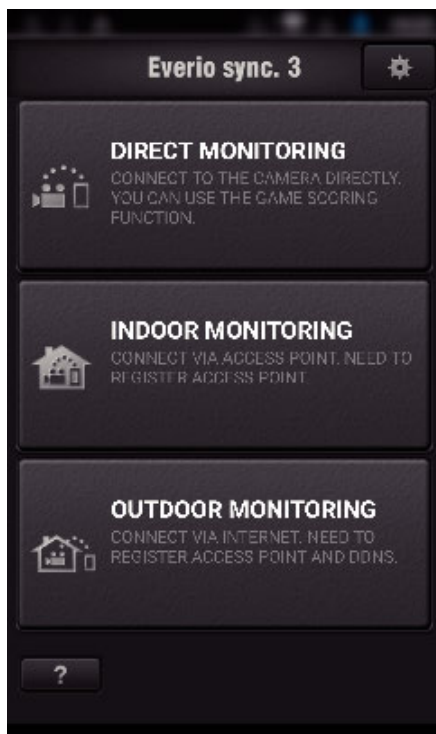 Everio sync. 3
DIRECT MONITORING
CONNECT TO THE CAMERA DIRECTLY.
YOU CAN USE THE GAME SCORING
FUNCTION.
INDOOR MONITORING
CONNECT VIA ACCESS POINT. NEED TO
REGISTER ACCESS POINT.
OUTDOOR MONITORING
CONNECT VIA INTERNET. NEED TO
REGISTER ACCESS POINT AND DDNS.
?